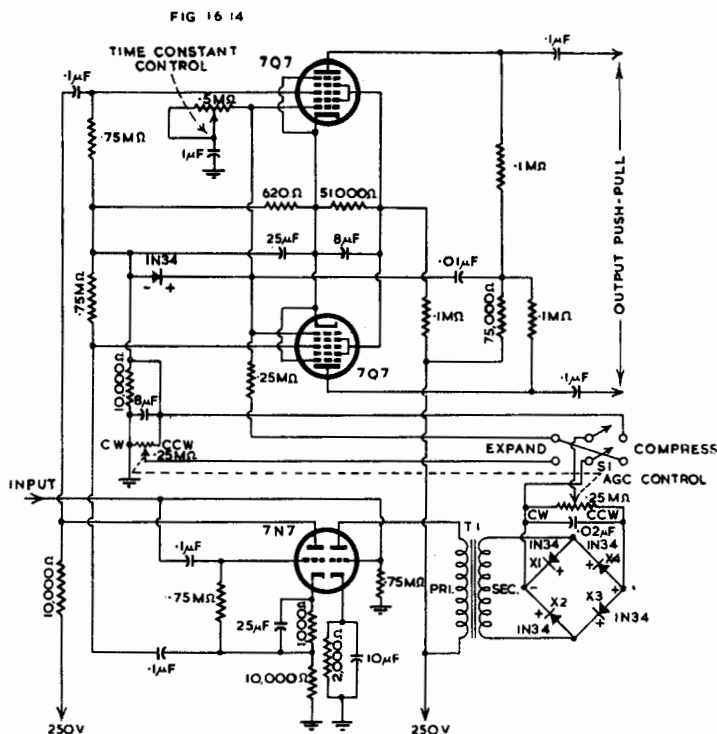 FIG 16 14
TIME CONSTANT
CONTROL
7Q7
.1µF
.1µF
.5MΩ
.75MΩ
1µF
.1MΩ
620Ω
51000Ω
25µF
8µF
1N34
- +
.01µF
.75MΩ
.1MΩ
75,000Ω
.1MΩ
OUTPUT PUSH-PULL
7Q7
.25MΩ
.1µF
10,000Ω
8µF
CW
CCW
.25MΩ
EXPAND
COMPRESS
S1
AGC CONTROL
.25MΩ
INPUT
CW
CCW
.02µF
7N7
T1
1N34
1N34
X1
X4
+
+
PRI.
SEC.
-
+
X2
X3
+
+
1N34
1N34
.1µF
.75MΩ
.75MΩ
10,000Ω
25µF
1000Ω
2,000Ω
10µF
.1µF
10,000Ω
250V
250V